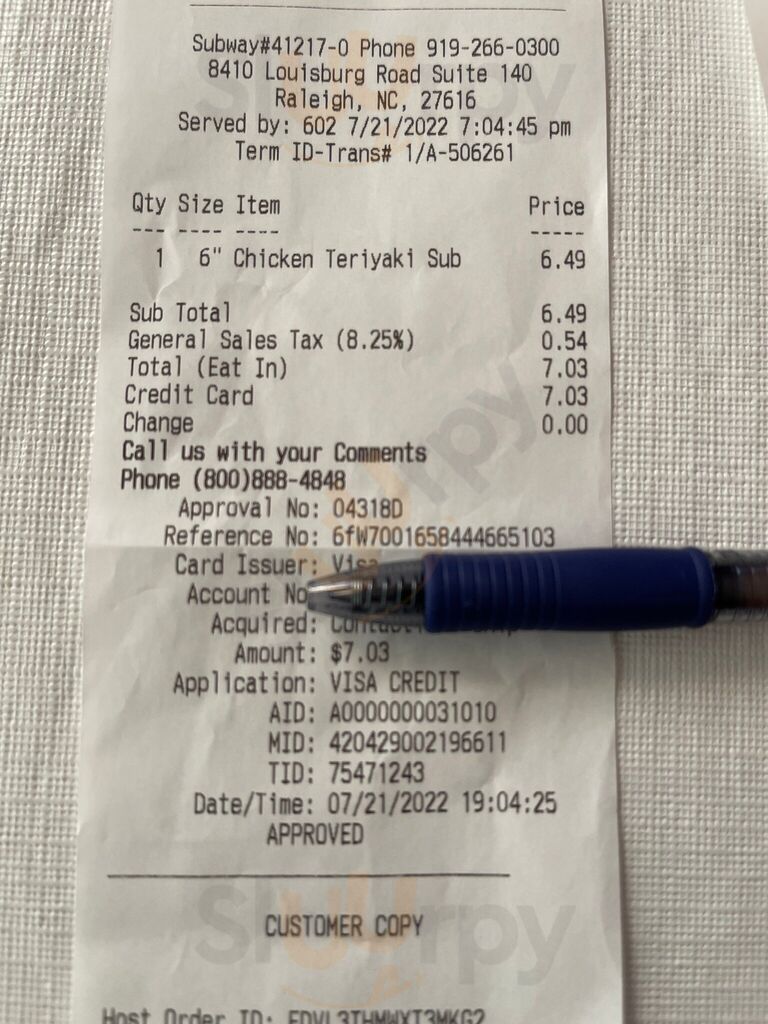 Subway#41217-0 Phone 919-266-0300
8410 Louisburg Road Suite 140
Raleigh, NC, 27616
Served by: 602 7/21/2022 7:04:45 pm
Term ID-Trans# 1/A-506261
Qty Size Item Price
--- ---- ---- -----
1 6" Chicken Teriyaki Sub 6.49
Sub Total 6.49
General Sales Tax (8.25%) 0.54
Total (Eat In) 7.03
Credit Card 7.03
Change 0.00
Call us with your Comments
Phone (800)888-4848
Approval No: 04318D
Reference No: 6fW7001658444665103
Card Issuer: Visa
Account No
Acquired:
Amount: $7.03
Application: VISA CREDIT
AID: A0000000031010
MID: 420429002196611
TID: 75471243
Date/Time: 07/21/2022 19:04:25
APPROVED
Slurrpy
CUSTOMER COPY
Host Order ID: